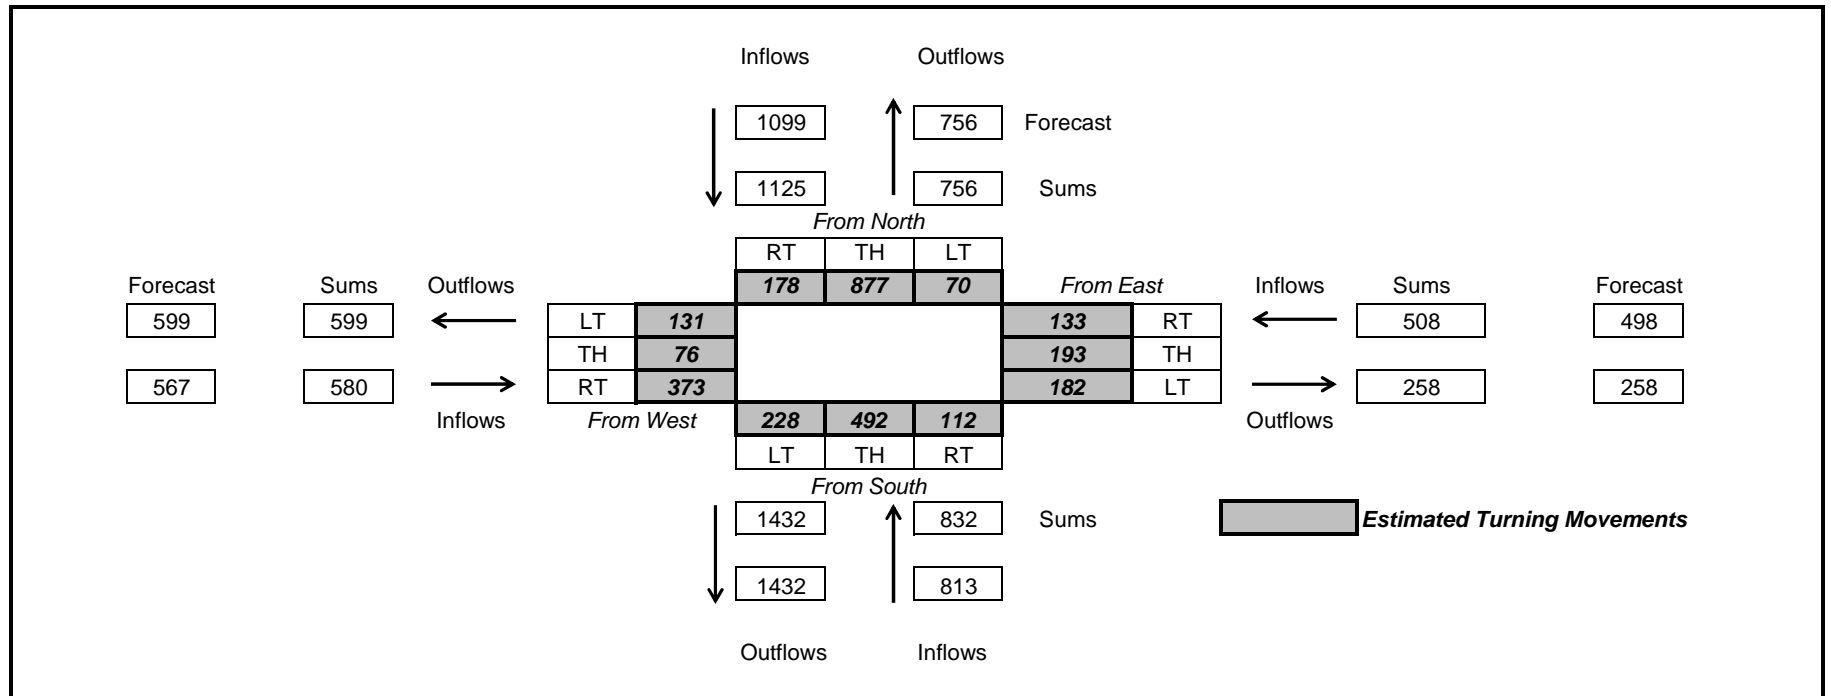 Inflows Outflows
1099 756 Forecast
1125 756 Sums
From North
RT TH LT
Forecast Sums Outflows 178 877 70 From East Inflows Sums Forecast
599 599 LT 131 133 RT 508 498
TH 76 193 TH
567 580 RT 373 182 LT 258 258
Inflows From West 228 492 112 Outflows
LT TH RT
From South
1432 832 Sums Estimated Turning Movements
1432 813
Outflows Inflows